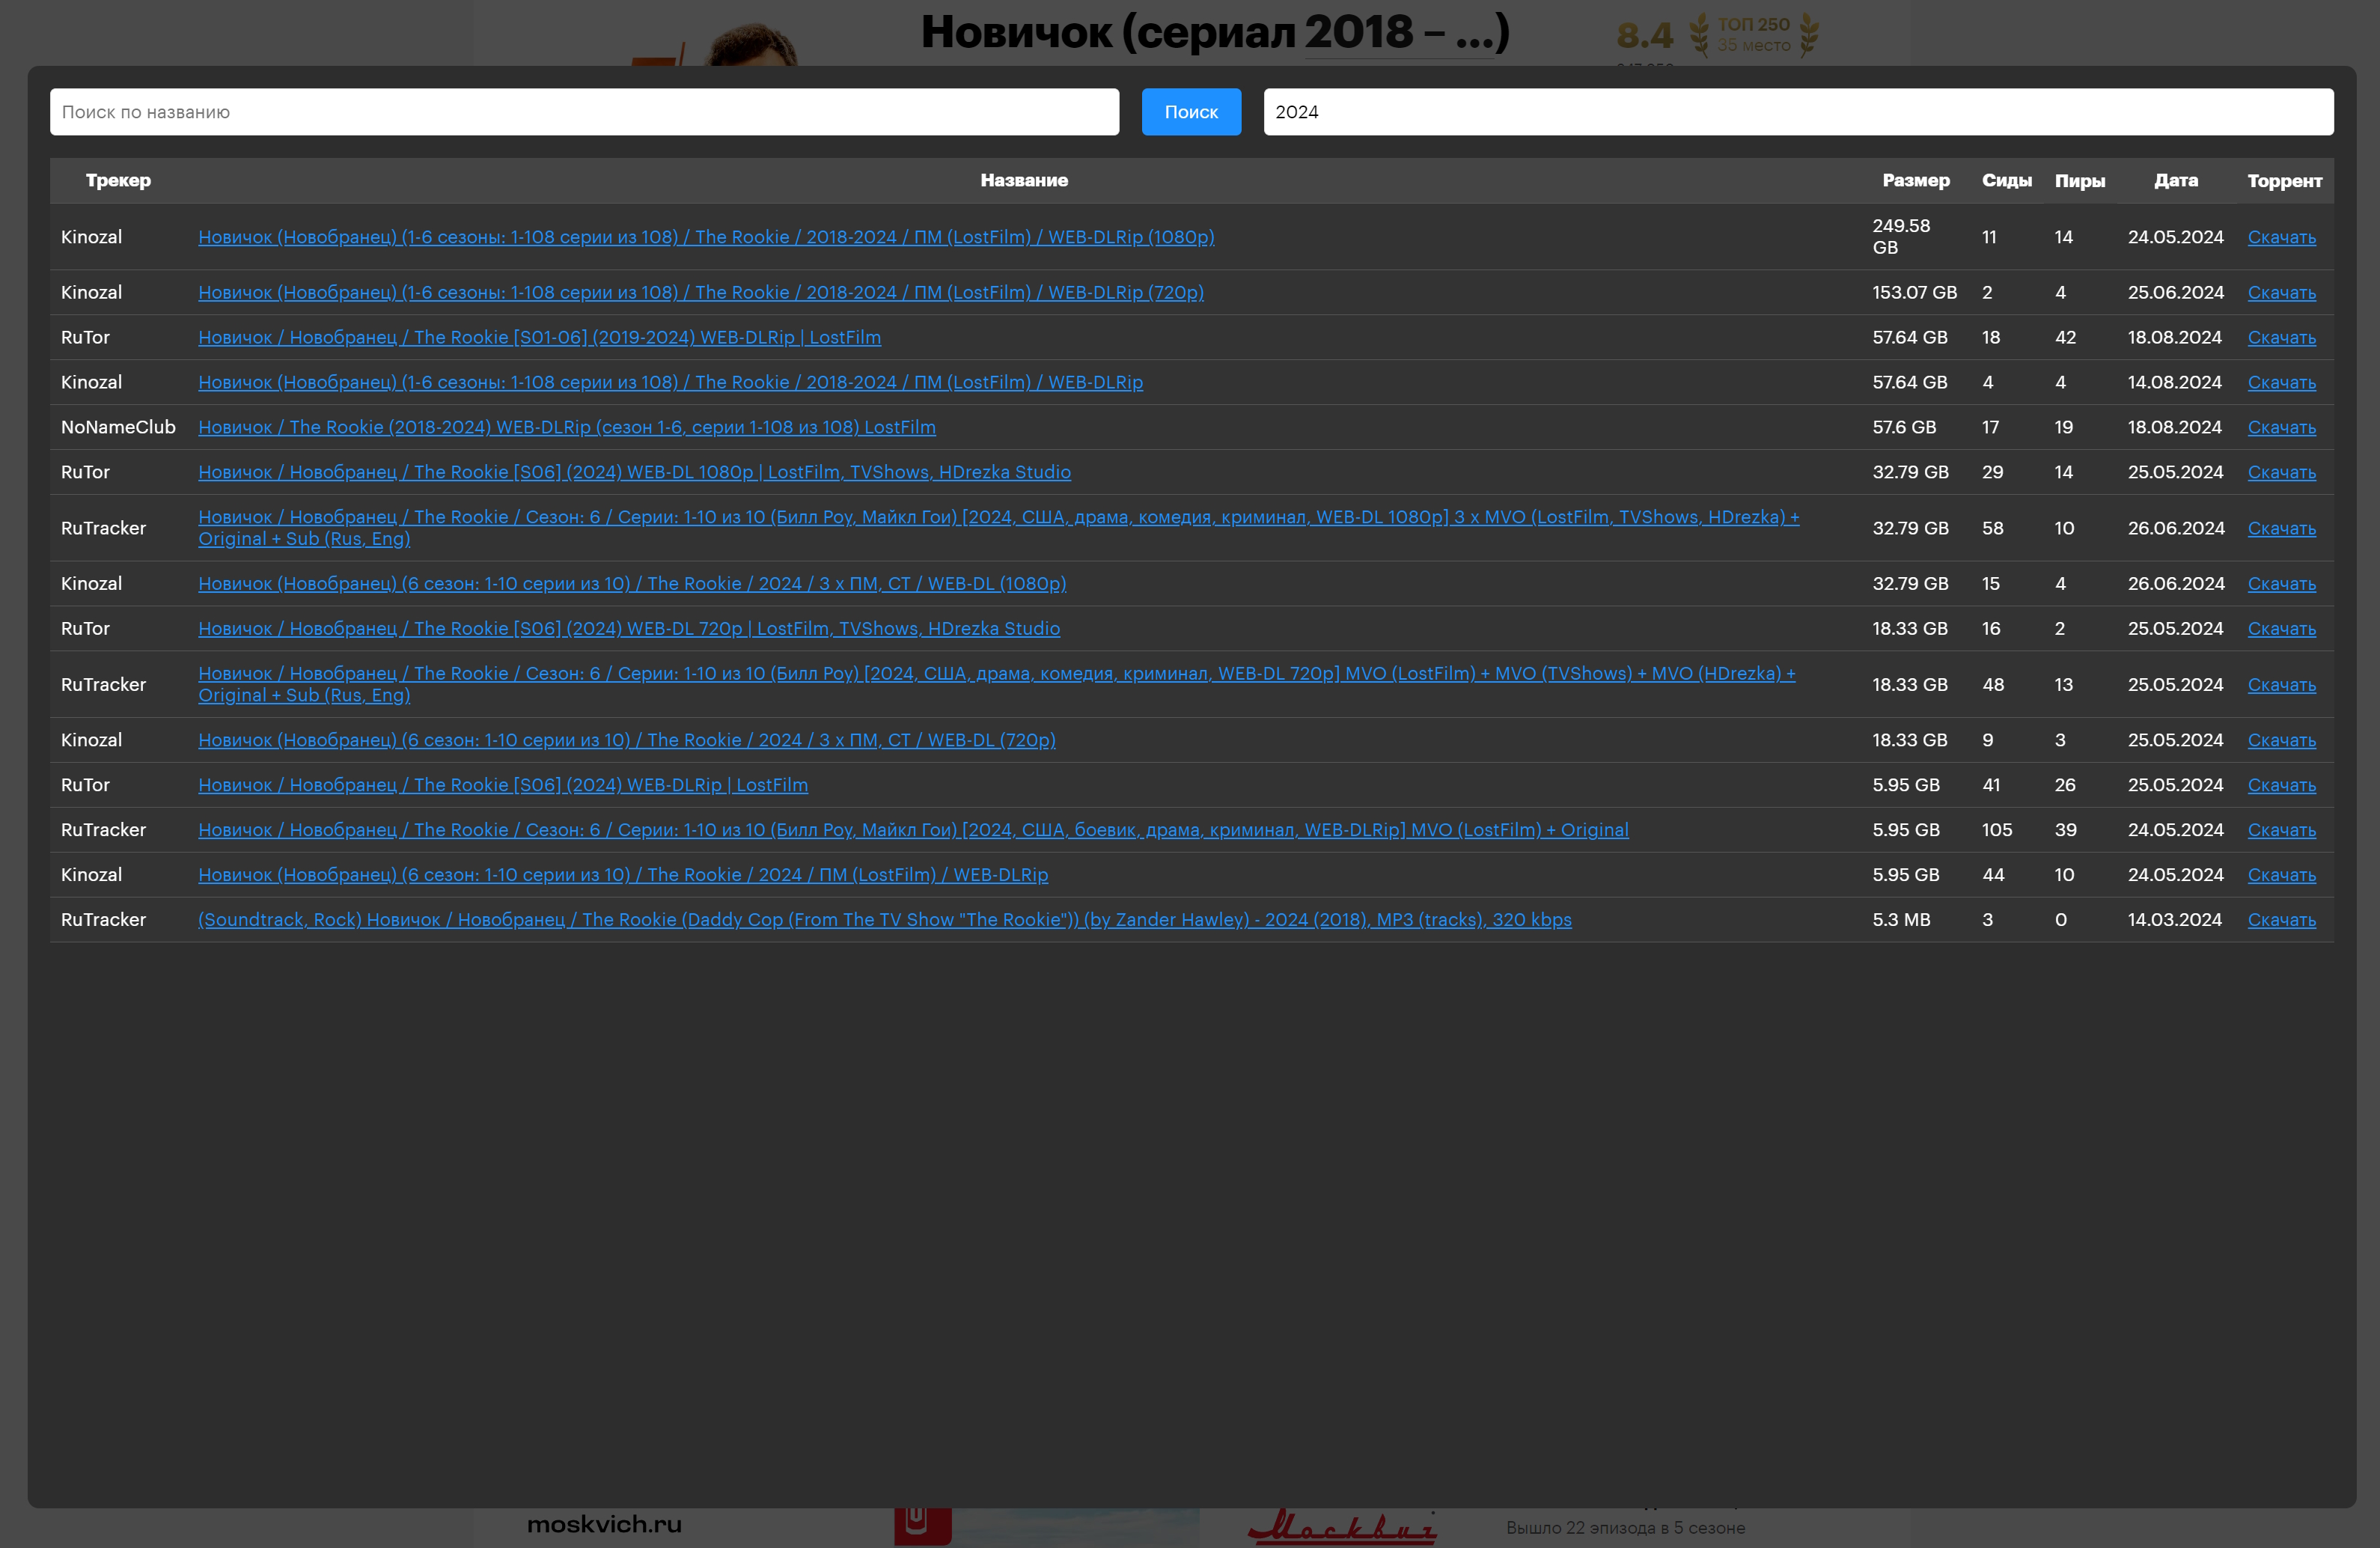 Новичок (сериал 2018 – ...)
8.4
ТОП 250
35 место
Поиск по названию
Поиск
2024
Трекер Название Размер Сиды Пиры Дата Торрент
Kinozal Новичок (Новобранец) (1-6 сезоны: 1-108 серии из 108) / The Rookie / 2018-2024 / ПМ (LostFilm) / WEB-DLRip (1080p) 249.58 GB 11 14 24.05.2024 Скачать
Kinozal Новичок (Новобранец) (1-6 сезоны: 1-108 серии из 108) / The Rookie / 2018-2024 / ПМ (LostFilm) / WEB-DLRip (720p) 153.07 GB 2 4 25.06.2024 Скачать
RuTor Новичок / Новобранец / The Rookie [S01-06] (2019-2024) WEB-DLRip | LostFilm 57.64 GB 18 42 18.08.2024 Скачать
Kinozal Новичок (Новобранец) (1-6 сезоны: 1-108 серии из 108) / The Rookie / 2018-2024 / ПМ (LostFilm) / WEB-DLRip 57.64 GB 4 4 14.08.2024 Скачать
NoNameClub Новичок / The Rookie (2018-2024) WEB-DLRip (сезон 1-6, серии 1-108 из 108) LostFilm 57.6 GB 17 19 18.08.2024 Скачать
RuTor Новичок / Новобранец / The Rookie [S06] (2024) WEB-DL 1080p | LostFilm, TVShows, HDrezka Studio 32.79 GB 29 14 25.05.2024 Скачать
RuTracker Новичок / Новобранец / The Rookie / Сезон: 6 / Серии: 1-10 из 10 (Билл Роу, Майкл Гои) [2024, США, драма, комедия, криминал, WEB-DL 1080p] 3 x MVO (LostFilm, TVShows, HDrezka) +
Original + Sub (Rus, Eng) 32.79 GB 58 10 26.06.2024 Скачать
Kinozal Новичок (Новобранец) (6 сезон: 1-10 серии из 10) / The Rookie / 2024 / 3 x ПМ, СТ / WEB-DL (1080p) 32.79 GB 15 4 26.06.2024 Скачать
RuTor Новичок / Новобранец / The Rookie [S06] (2024) WEB-DL 720p | LostFilm, TVShows, HDrezka Studio 18.33 GB 16 2 25.05.2024 Скачать
RuTracker Новичок / Новобранец / The Rookie / Сезон: 6 / Серии: 1-10 из 10 (Билл Роу) [2024, США, драма, комедия, криминал, WEB-DL 720p] MVO (LostFilm) + MVO (TVShows) + MVO (HDrezka) +
Original + Sub (Rus, Eng) 18.33 GB 48 13 25.05.2024 Скачать
Kinozal Новичок (Новобранец) (6 сезон: 1-10 серии из 10) / The Rookie / 2024 / 3 x ПМ, СТ / WEB-DL (720p) 18.33 GB 9 3 25.05.2024 Скачать
RuTor Новичок / Новобранец / The Rookie [S06] (2024) WEB-DLRip | LostFilm 5.95 GB 41 26 25.05.2024 Скачать
RuTracker Новичок / Новобранец / The Rookie / Сезон: 6 / Серии: 1-10 из 10 (Билл Роу, Майкл Гои) [2024, США, боевик, драма, криминал, WEB-DLRip] MVO (LostFilm) + Original 5.95 GB 105 39 24.05.2024 Скачать
Kinozal Новичок (Новобранец) (6 сезон: 1-10 серии из 10) / The Rookie / 2024 / ПМ (LostFilm) / WEB-DLRip 5.95 GB 44 10 24.05.2024 Скачать
RuTracker (Soundtrack, Rock) Новичок / Новобранец / The Rookie (Daddy Cop (From The TV Show "The Rookie")) (by Zander Hawley) - 2024 (2018), MP3 (tracks), 320 kbps 5.3 MB 3 0 14.03.2024 Скачать
moskvich.ru
Москвич
Вышло 22 эпизода в 5 сезоне